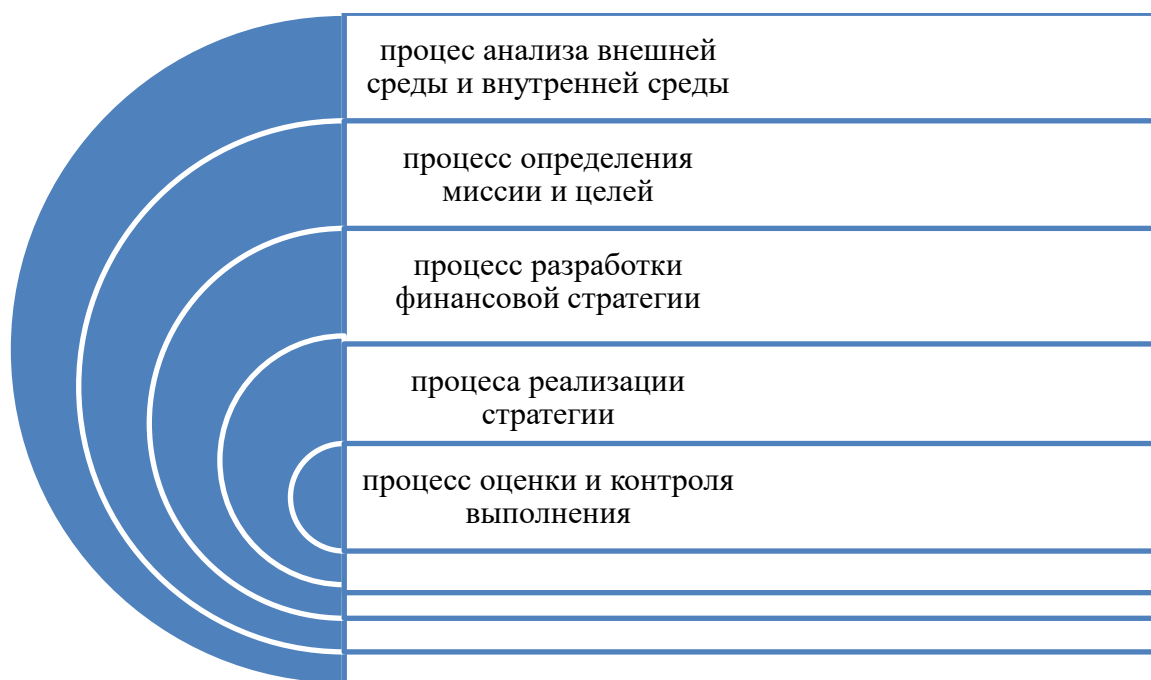 процес анализа внешней
среды и внутренней среды
процесс определения
миссии и целей
процесс разработки
финансовой стратегии
процеса реализации
стратегии
процесс оценки и контроля
выполнения